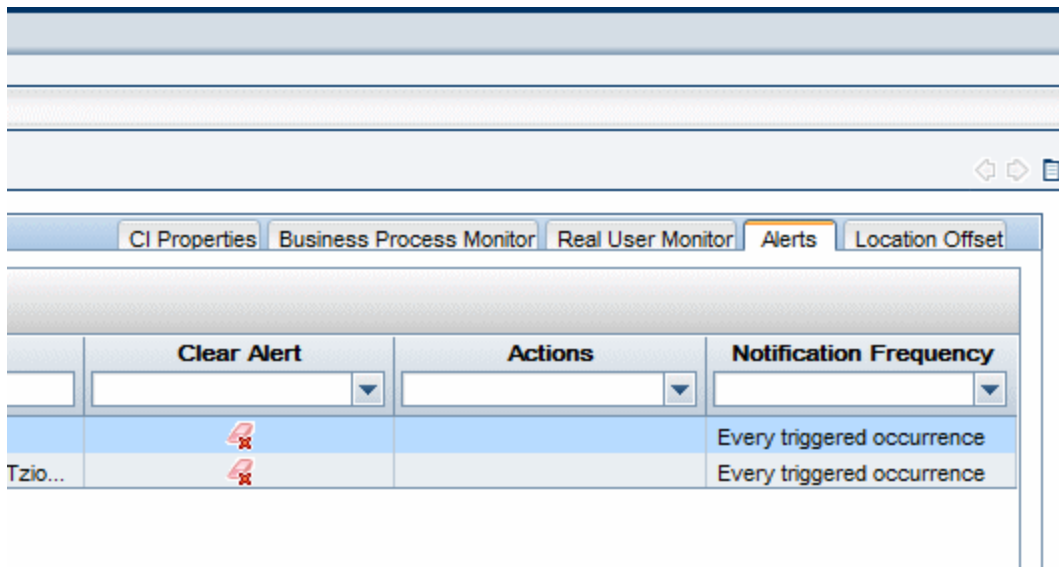 CI Properties Business Process Monitor Real User Monitor Alerts Location Offset
Clear Alert Actions Notification Frequency
Every triggered occurrence
Tzio... Every triggered occurrence